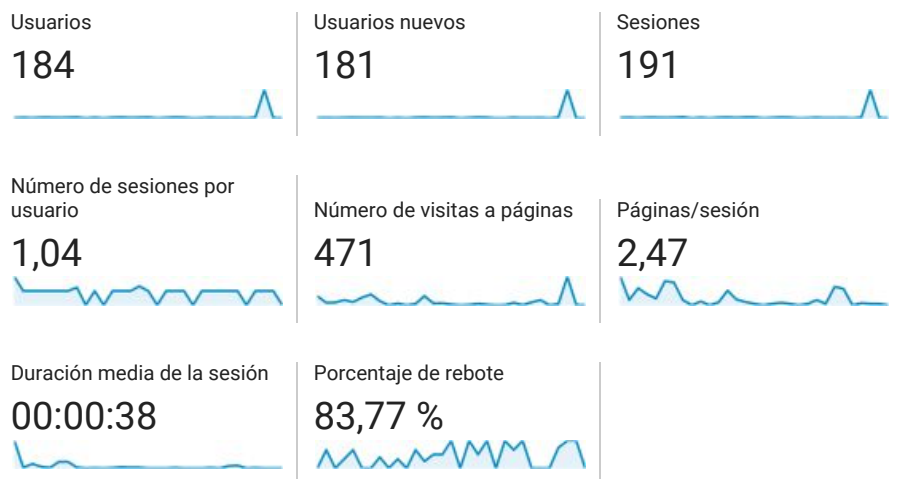 Usuarios
184
Usuarios nuevos
181
Sesiones
191
Número de sesiones por
usuario
1,04
Número de visitas a páginas
471
Páginas/sesión
2,47
Duración media de la sesión
00:00:38
Porcentaje de rebote
83,77 %